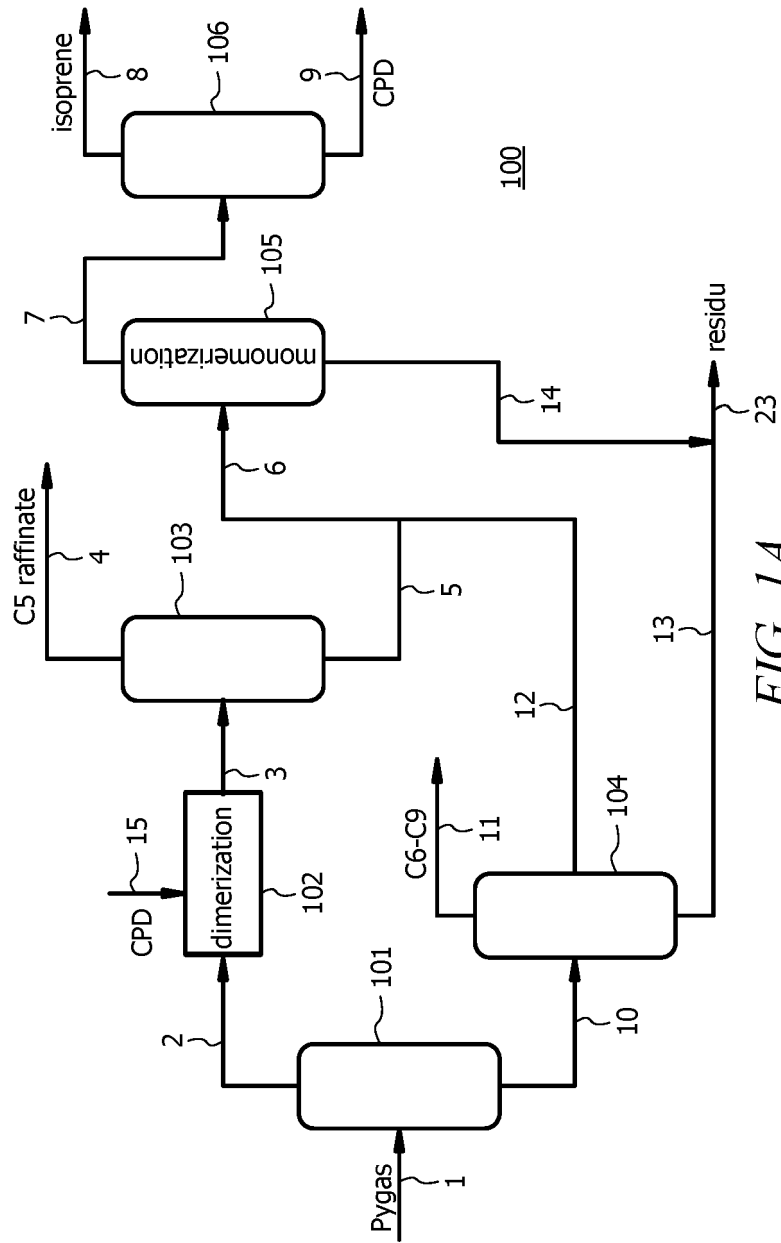 Pygas
1
101
2
CPD
15
dimerization
102
3
103
C5 raffinate
4
5
6
monomerization
105
7
106
isoprene
8
9
CPD
100
10
104
C6-C9
11
12
13
14
23
residu
FIG. 1A